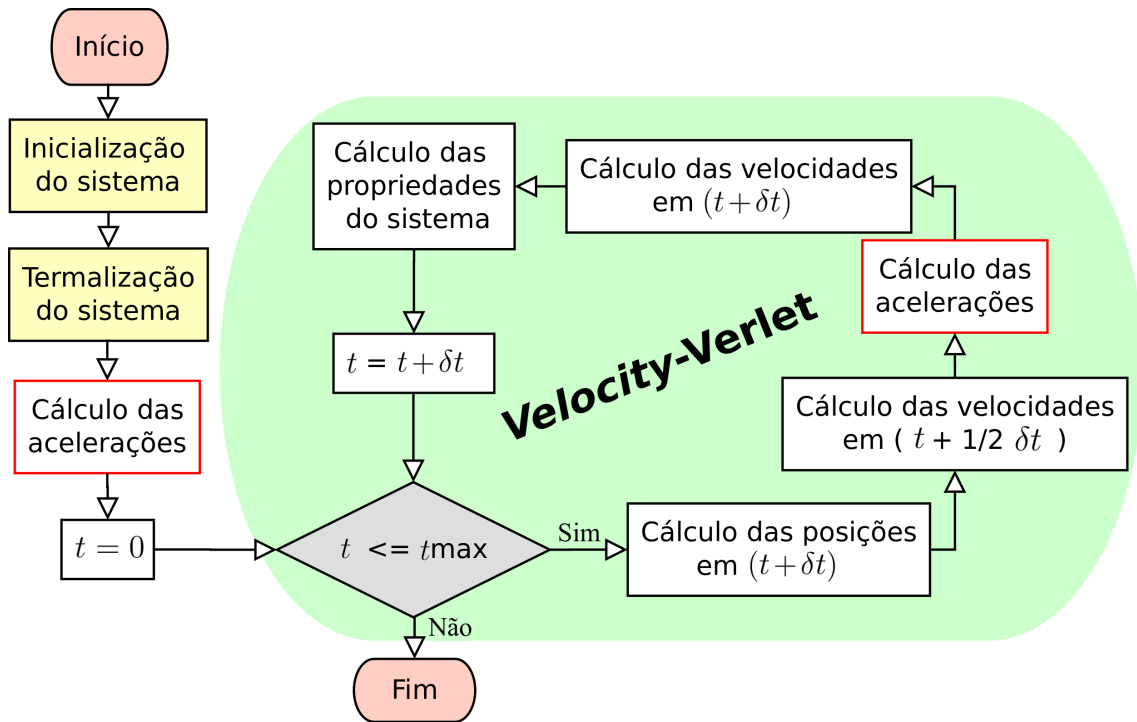 Início
Inicialização
do sistema
Termalização
do sistema
Cálculo das
acelerações
t = 0
t <= tmax
Sim
Não
Fim
Cálculo das posições
em (t+δt)
Cálculo das velocidades
em ( t + 1/2 δt )
Cálculo das
acelerações
Cálculo das velocidades
em (t+δt)
Cálculo das
propriedades
do sistema
t = t+δt
Velocity-Verlet